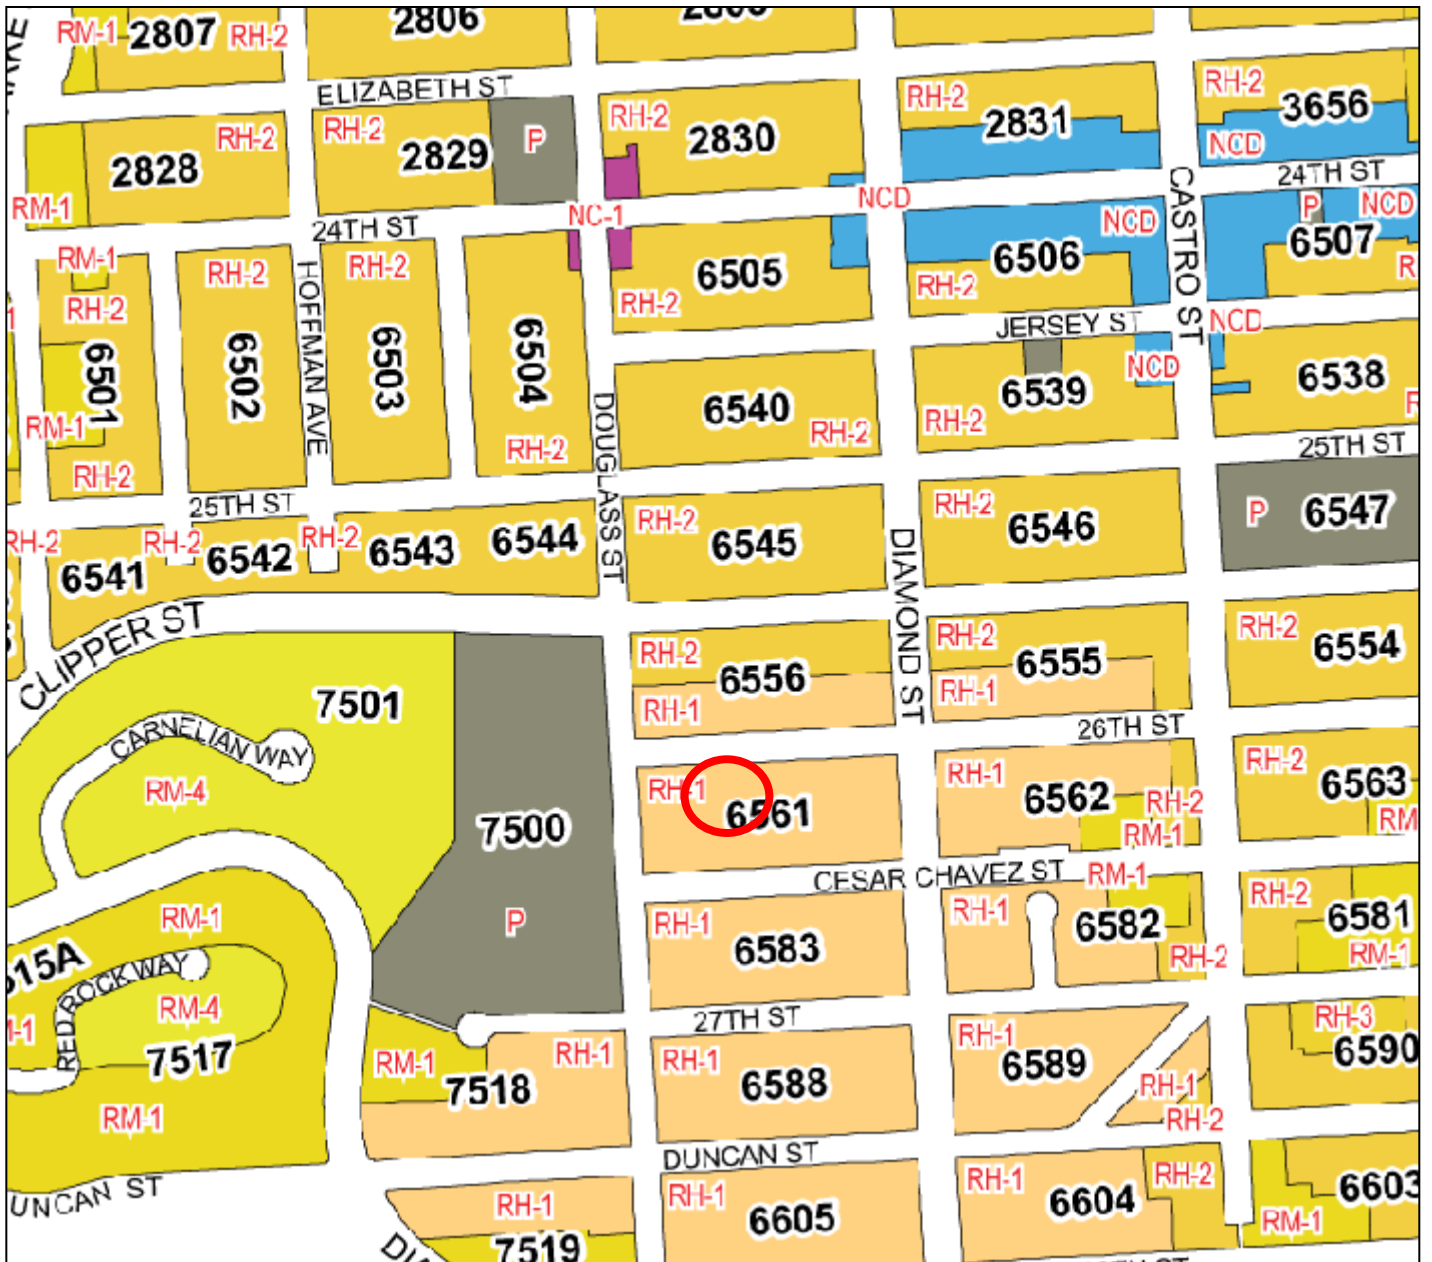 RM-1 2807 RH-2 2806
ELIZABETH ST
RH-2 2828 RM-1
RH-2 2829 P
RH-2 2830
RH-2 2831
RH-2 3656 NCD
24TH ST
NC-1
NCD
CASTRO ST
24TH ST
RM-1 RH-2 6501 RM-1 RH-2
RH-2 6502
HOFFMAN AVE
RH-2 6503
6504 RH-2
6505 RH-2
NCD 6506 RH-2
P NCD 6507
JERSEY ST
NCD
NCD
DOUGLASS ST
6540 RH-2
6539 RH-2
6538
25TH ST
25TH ST
RH-2 6541 RH-2 6542 RH-2 6543 6544
RH-2 6545
DIAMOND ST
RH-2 6546
P 6547
CLIPPER ST
7501
CARNELIAN WAY
RM-4
7500
P
RH-2 6556 RH-1
RH-2 6555 RH-1
RH-2 6554
26TH ST
RH-1 6561
RH-1 6562 RH-2 RM-1
RH-2 6563 RM
CESAR CHAVEZ ST
RM-1
RM-1
RED ROCK WAY
RM-4
7517
RM-1
RH-1 6583
RH-1 6582 RH-2
RH-2 6581 RM-1
27TH ST
RM-1 7518 RH-1
RH-1 6588
RH-1 6589 RH-1 RH-2
RH-3 6590
DUNCAN ST
UNCAN ST
RH-1 7519
RH-1 6605
RH-1 6604 RH-2
RM-1 6603